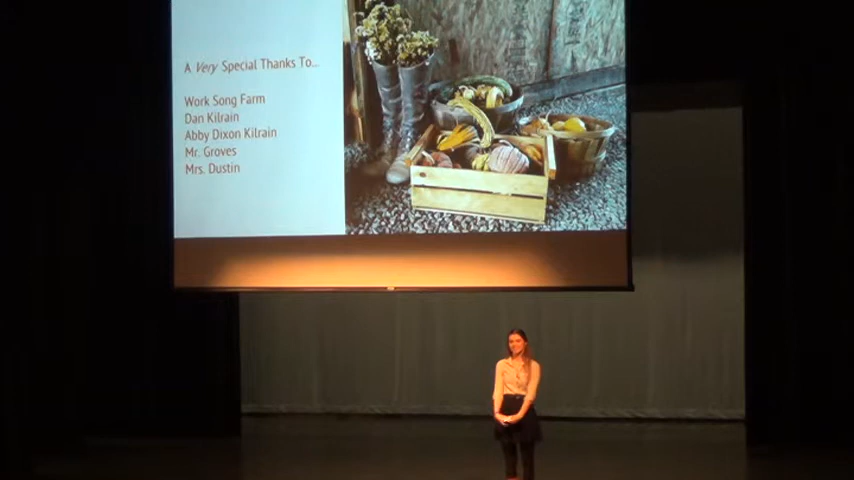 A Very Special Thanks To...
Work Song Farm
Dan Kilrain
Abby Dixon Kilrain
Mr. Groves
Mrs. Dustin